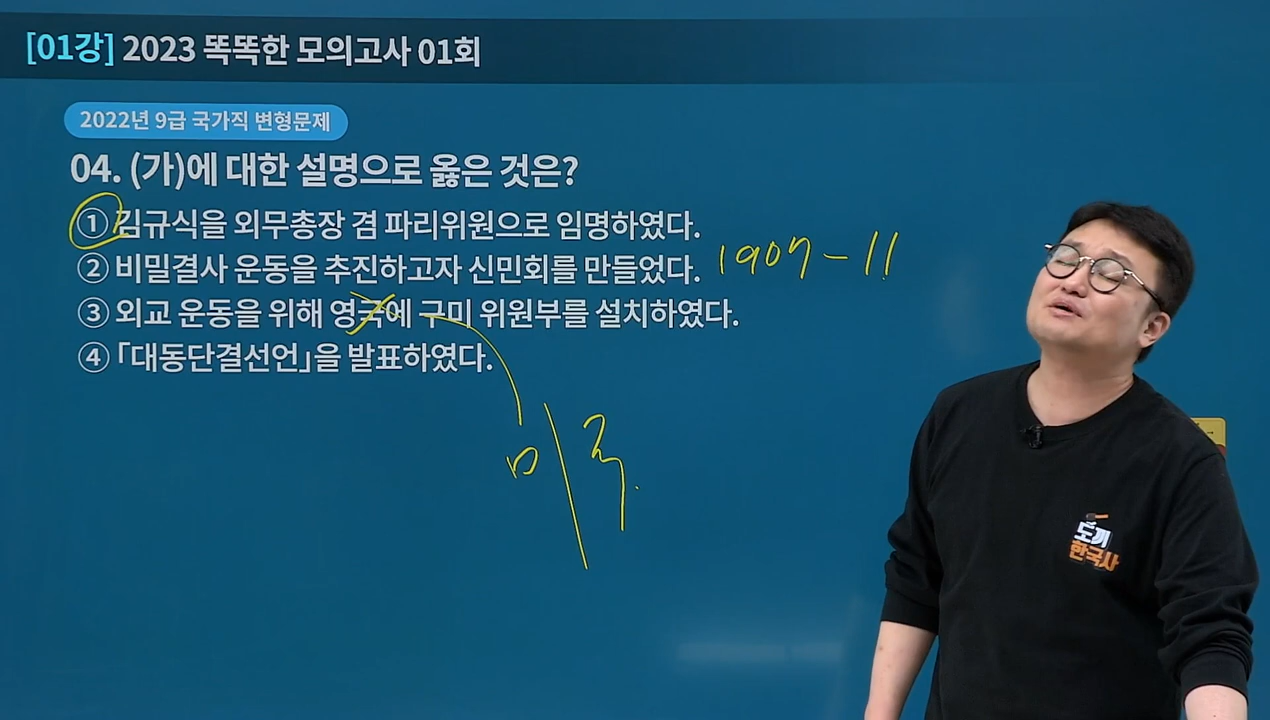 [01강] 2023 똑똑한 모의고사 01회
2022년 9급 국가직 변형문제
04. (가)에 대한 설명으로 옳은 것은?
① 김규식을 외무총장 겸 파리위원으로 임명하였다.
② 비밀결사 운동을 추진하고자 신민회를 만들었다.
1907-11
③ 외교 운동을 위해 영국에 구미 위원부를 설치하였다.
④ 「대동단결선언」을 발표하였다.
미국
도끼
한국사